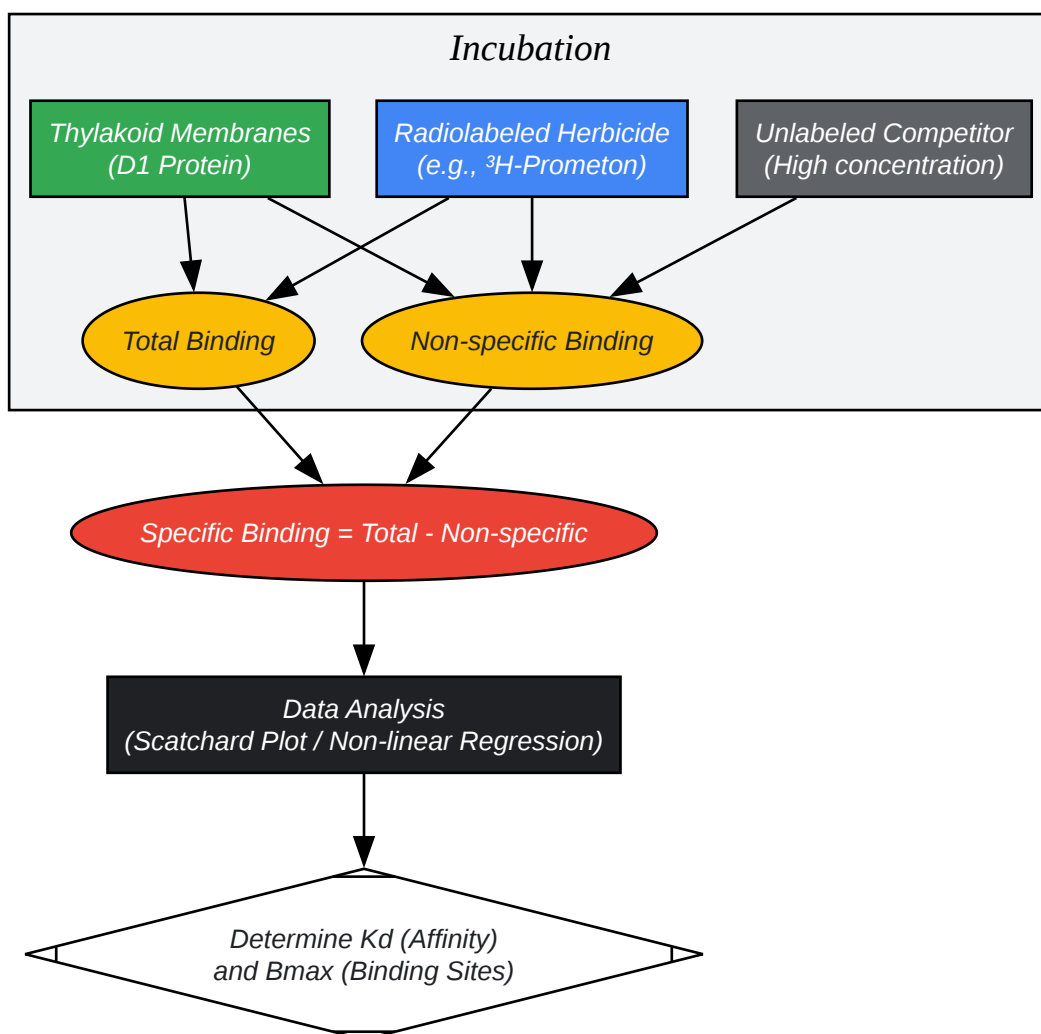 Incubation
Thylakoid Membranes
(D1 Protein)
Radiolabeled Herbicide
(e.g., ³H-Prometon)
Unlabeled Competitor
(High concentration)
Total Binding
Non-specific Binding
Specific Binding = Total - Non-specific
Data Analysis
(Scatchard Plot / Non-linear Regression)
Determine Kd (Affinity)
and Bmax (Binding Sites)